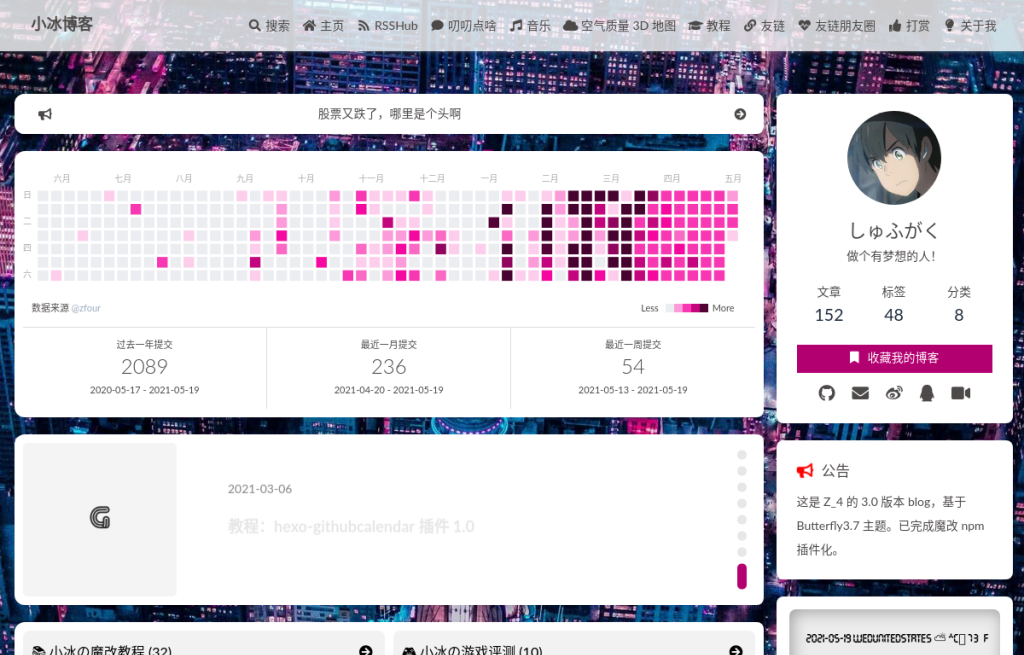 小冰博客
搜索 主页 RSSHub 叨叨点啥 音乐 空气质量 3D 地图 教程 友链 友链朋友圈 打赏 关于我
股票又跌了，哪里是个头啊
六月 七月 八月 九月 十月 十一月 十二月 一月 二月 三月 四月 五月
日
二
四
六
数据来源 @zfour
Less More
过去一年提交
2089
2020-05-17 - 2021-05-19
最近一月提交
236
2021-04-20 - 2021-05-19
最近一周提交
54
2021-05-13 - 2021-05-19
2021-03-06
教程：hexo-githubcalendar 插件 1.0
小冰の魔改教程 (32)
小冰の游戏评测 (10)
しゅふがく
做个有梦想的人！
文章 标签 分类
152 48 8
收藏我的博客
公告
这是 Z_4 的 3.0 版本 blog，基于
Butterfly3.7 主题。已完成魔改 npm
插件化。
2021-05-19 WEDUNITEDSTATES 73 F